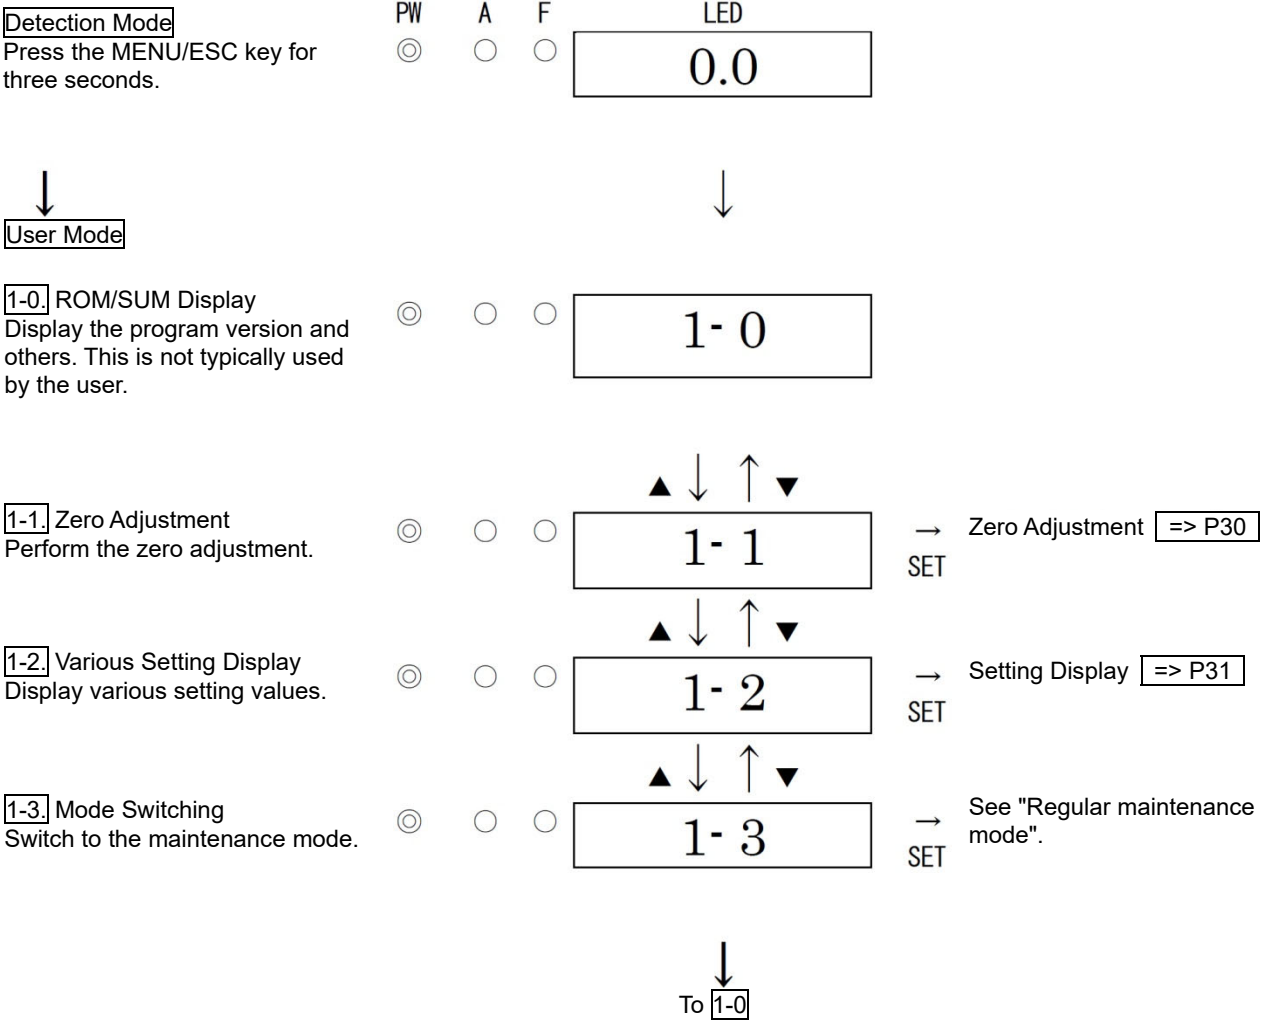 PW A F LED
Detection Mode
Press the MENU/ESC key for
three seconds.
◎ ○ ○ 0.0
↓ ↓
User Mode
1-0. ROM/SUM Display
Display the program version and
others. This is not typically used
by the user.
◎ ○ ○ 1- 0
▲ ↓ ↑ ▼
1-1. Zero Adjustment
Perform the zero adjustment.
◎ ○ ○ 1- 1
→ Zero Adjustment => P30
SET
▲ ↓ ↑ ▼
1-2. Various Setting Display
Display various setting values.
◎ ○ ○ 1- 2
→ Setting Display => P31
SET
▲ ↓ ↑ ▼
1-3. Mode Switching
Switch to the maintenance mode.
◎ ○ ○ 1- 3
→ See "Regular maintenance
mode".
SET
↓
To 1-0